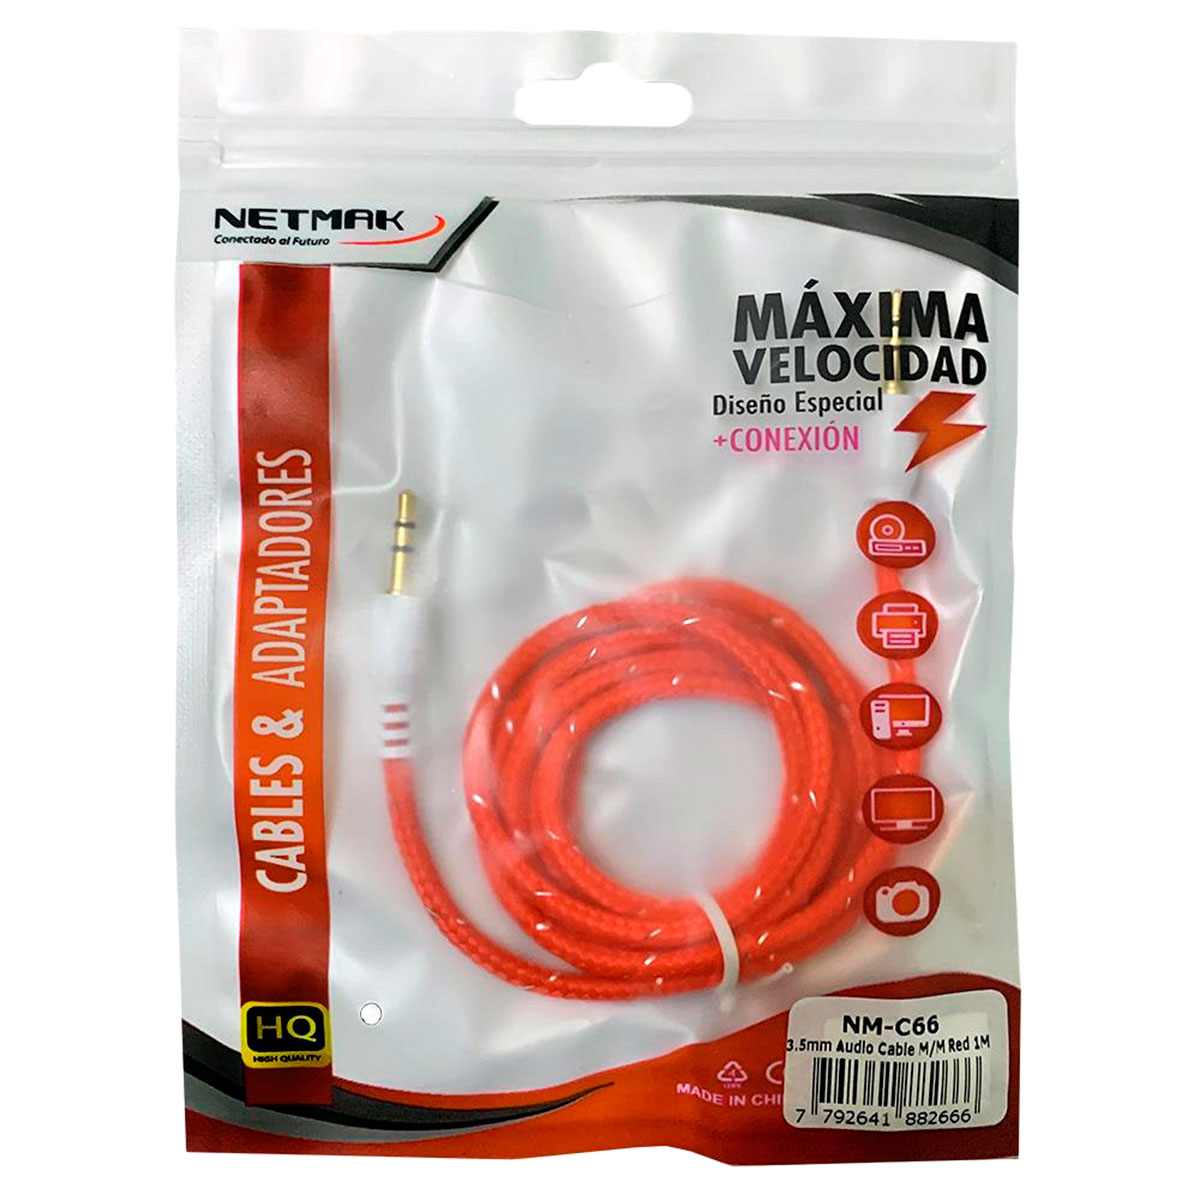 NETMAK
Conectado al Futuro
MÁXIMA
VELOCIDAD
Diseño Especial
+CONEXIÓN
CABLES & ADAPTADORES
HQ
HIGH QUALITY
MADE IN
NM-C66
3.5mm Audio Cable M/M Red 1M
7 792641 882666